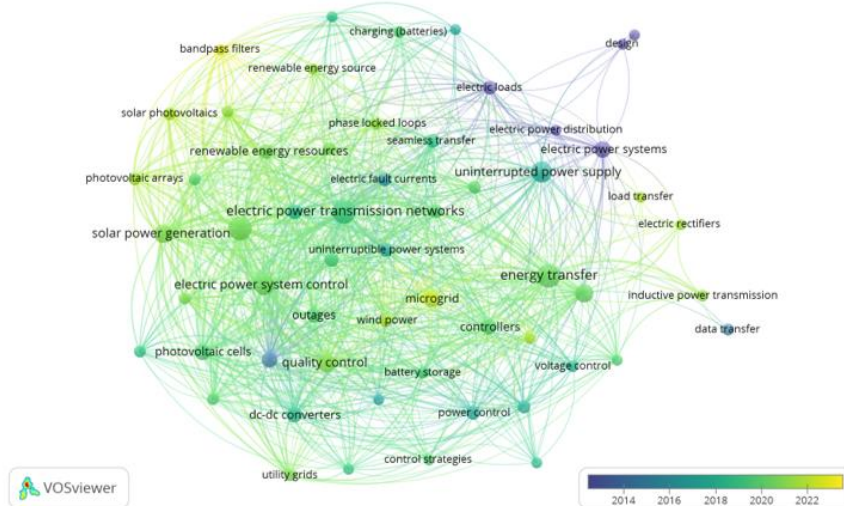 charging (batteries)
design
bandpass filters
renewable energy source
electric loads
solar photovoltaics
phase locked loops
electric power distribution
seamless transfer
renewable energy resources
electric power systems
uninterrupted power supply
photovoltaic arrays
electric fault currents
load transfer
electric power transmission networks
electric rectifiers
solar power generation
uninterruptible power systems
energy transfer
electric power system control
microgrid
inductive power transmission
outages
wind power
controllers
data transfer
photovoltaic cells
quality control
battery storage
voltage control
dc-dc converters
power control
control strategies
utility grids
VOSviewer
2014 2016 2018 2020 2022